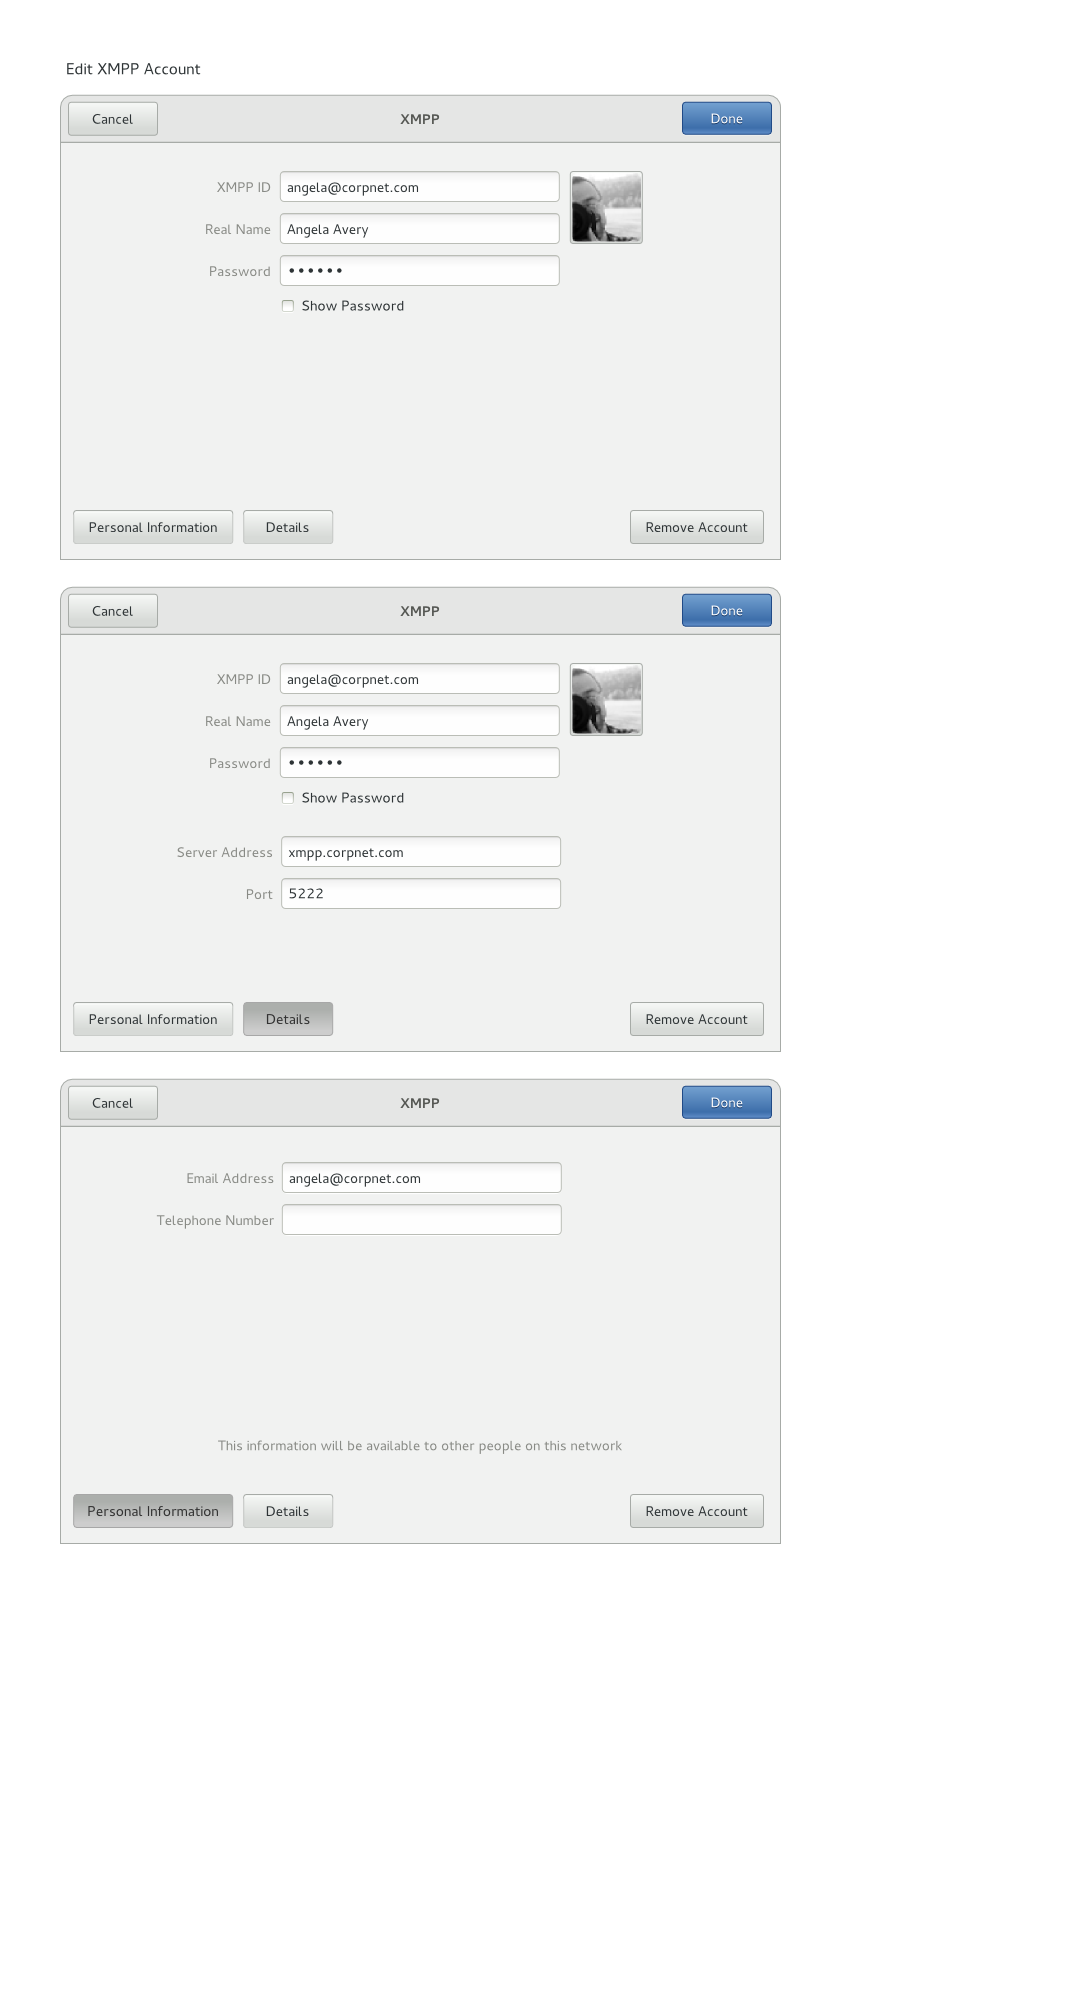 Edit XMPP Account
Cancel XMPP Done
XMPP ID angela@corpnet.com
Real Name Angela Avery
Password ••••••
Show Password
Personal Information Details Remove Account
Cancel XMPP Done
XMPP ID angela@corpnet.com
Real Name Angela Avery
Password ••••••
Show Password
Server Address xmpp.corpnet.com
Port 5222
Personal Information Details Remove Account
Cancel XMPP Done
Email Address angela@corpnet.com
Telephone Number
This information will be available to other people on this network
Personal Information Details Remove Account